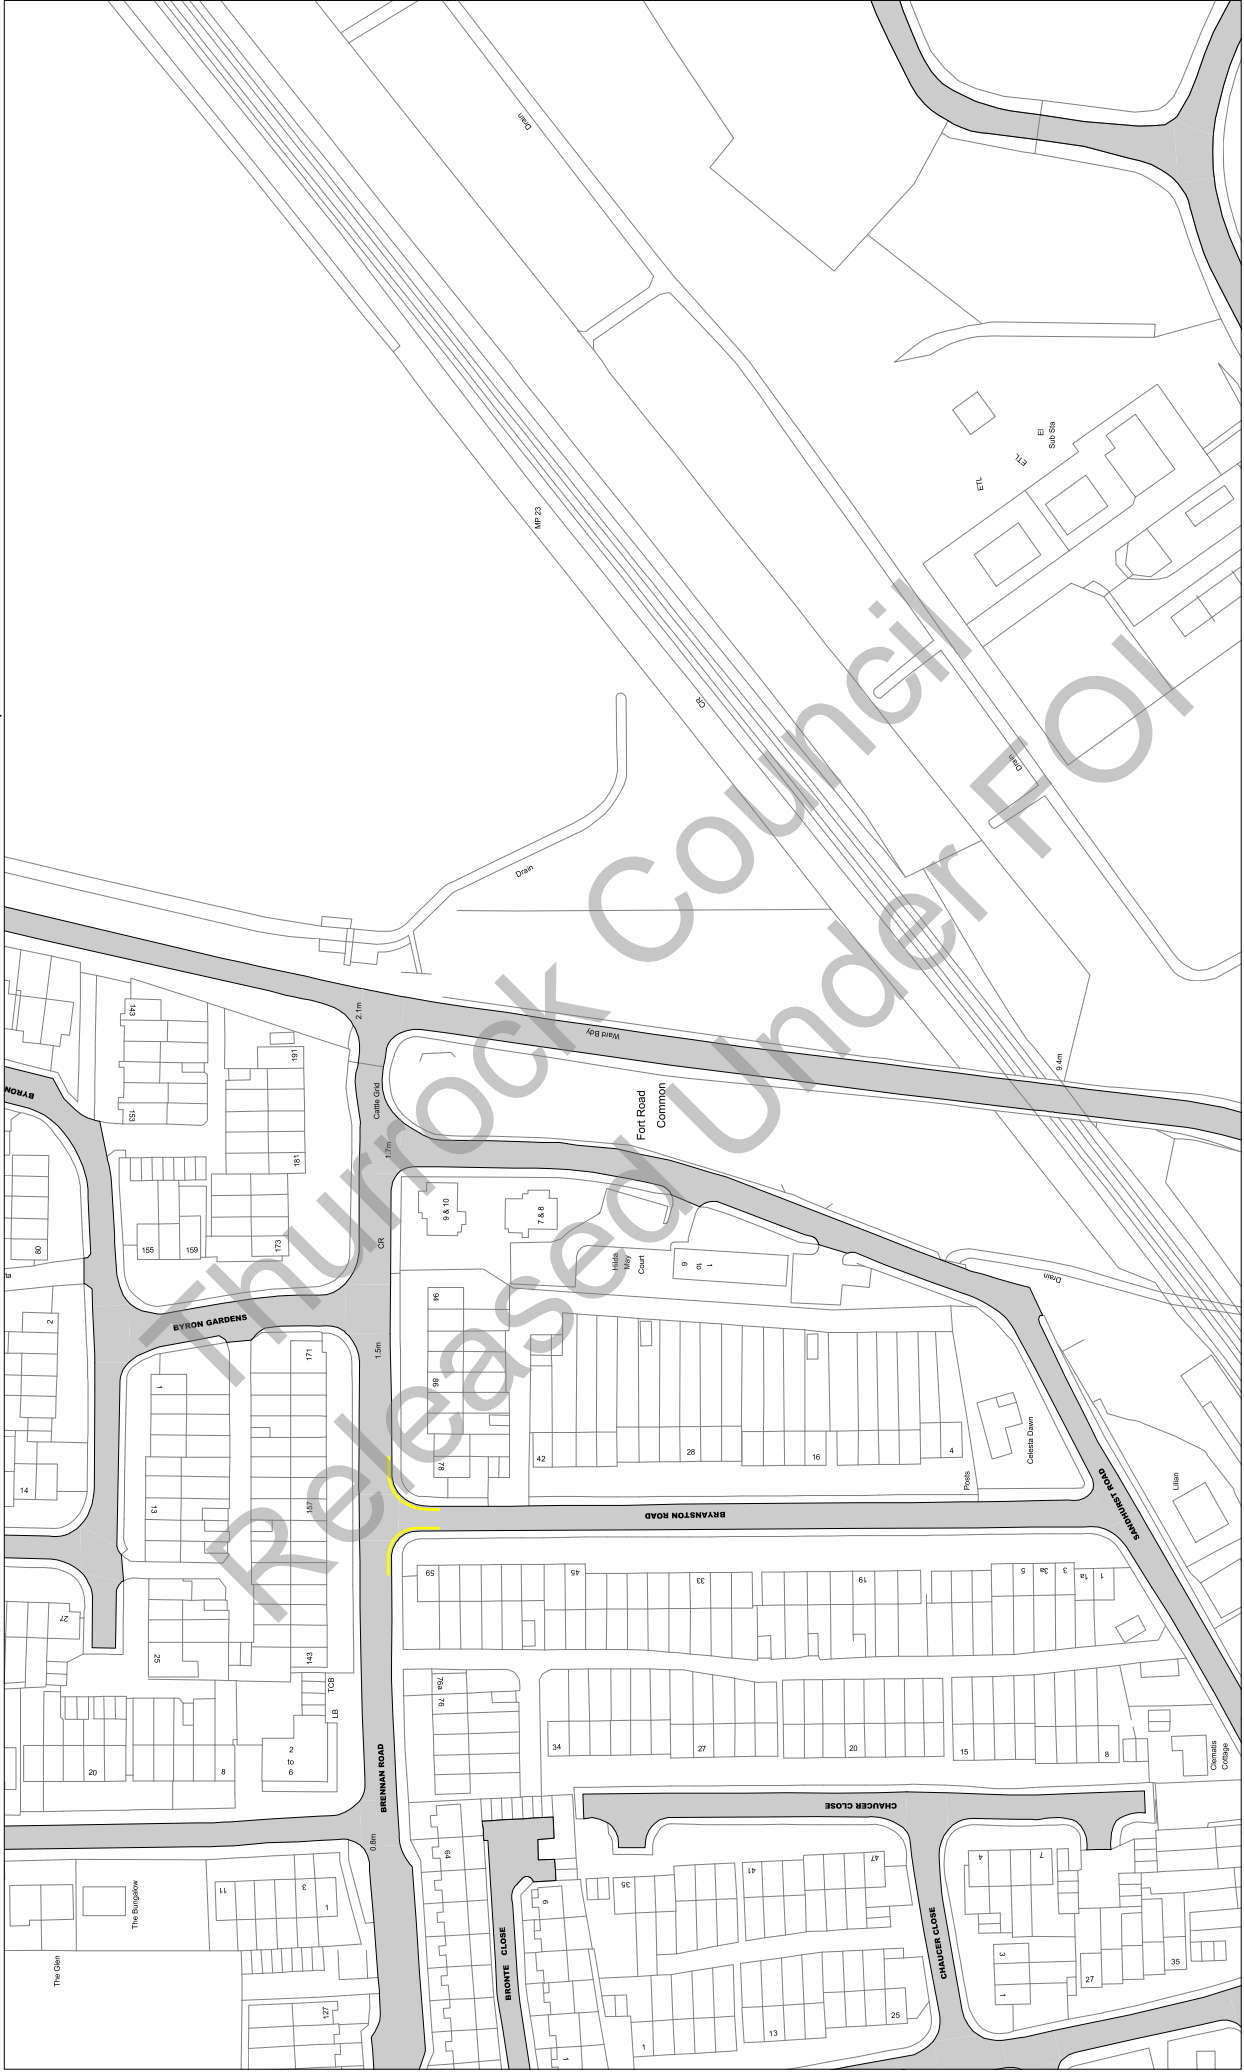 Drain
MP 23
CR
Drain
ETL
ETL
El
Sub Sta
Drain
Drain
9.4m
Ward Bdy
2.1m
Cattle Grid
1.7m
CR
1.5m
0.8m
Fort Road
Common
BYRON
143
153
191
181
173
155
159
80
2
14
BYRON GARDENS
1
13
171
157
143
25
27
TCB
LB
2
to
6
20
8
BRENNAN ROAD
The Bungalow
The Glen
11
3
1
127
9 & 10
7 & 8
Hilda
May
Court
1
to
6
94
86
78
42
28
16
4
Posts
Celesta Dawn
Lilian
BRYANSTON ROAD
SANDHURST ROAD
Drain
59
45
33
19
5
3a
3
1a
1
76a
76
34
27
20
15
8
Clematis
Cottage
CHAUCER CLOSE
64
BRONTE CLOSE
6
1
35
41
47
1
13
25
CHAUCER CLOSE
4
7
3
1
27
35
Thurrock Council
Released Under FOI